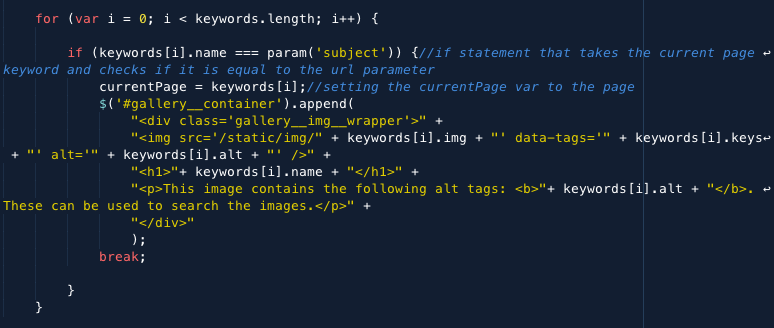 for (var i = 0; i < keywords.length; i++) {
if (keywords[i].name === param('subject')) {//if statement that takes the current page ↩
keyword and checks if it is equal to the url parameter
currentPage = keywords[i];//setting the currentPage var to the page
$('#gallery__container').append(
"<div class='gallery__img__wrapper'>" +
"<img src='/static/img/" + keywords[i].img + "' data-tags='" + keywords[i].keys↩
+ "' alt='" + keywords[i].alt + "' />" +
"<h1>"+ keywords[i].name + "</h1>" +
"<p>This image contains the following alt tags: <b>"+ keywords[i].alt + "</b>. ↩
These can be used to search the images.</p>" +
"</div>"
);
break;
}
}